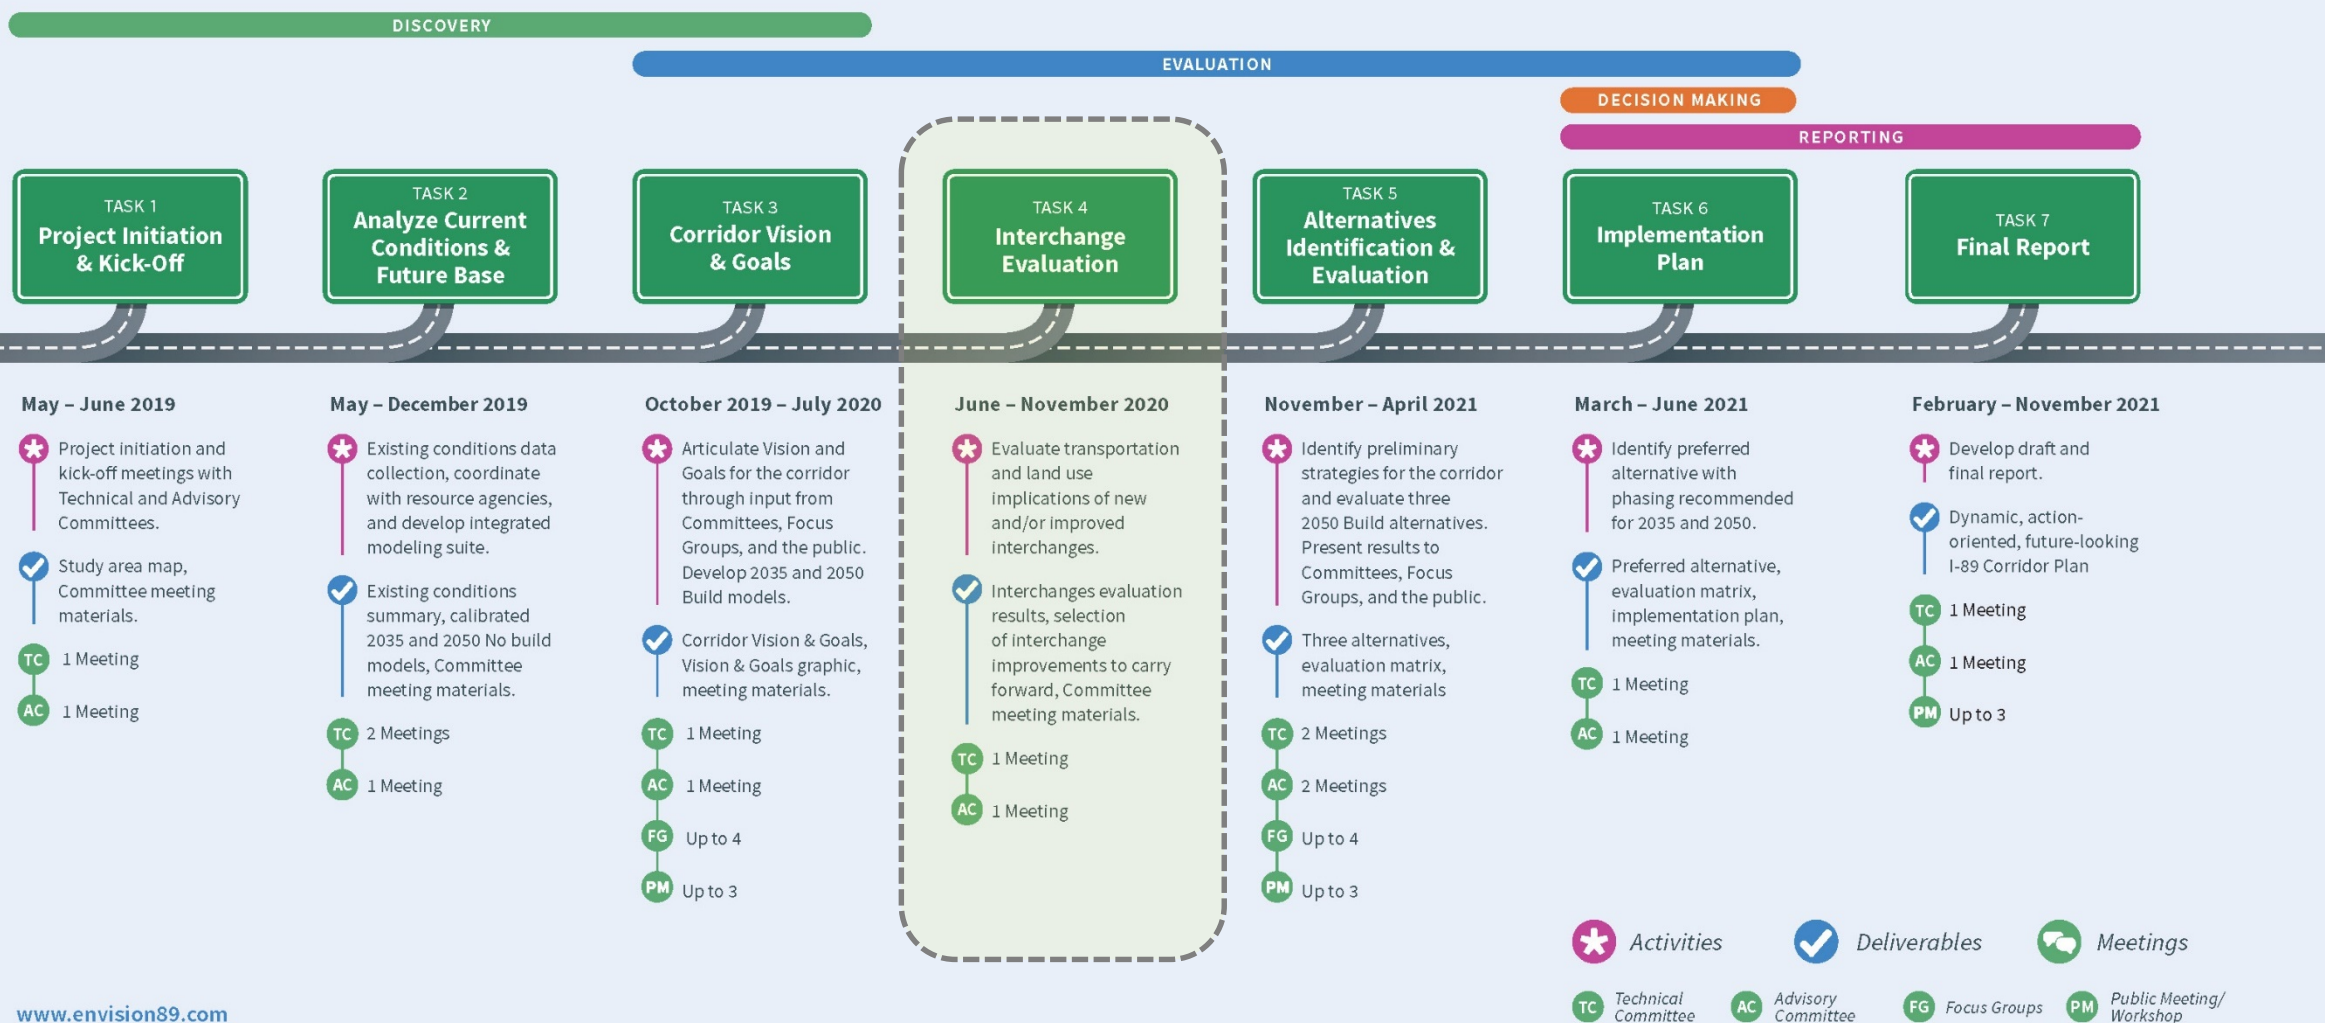 DISCOVERY
EVALUATION
DECISION MAKING
REPORTING
TASK 1
Project Initiation
& Kick-Off
TASK 2
Analyze Current
Conditions &
Future Base
TASK 3
Corridor Vision
& Goals
TASK 4
Interchange
Evaluation
TASK 5
Alternatives
Identification &
Evaluation
TASK 6
Implementation
Plan
TASK 7
Final Report
May – June 2019
Project initiation and
kick-off meetings with
Technical and Advisory
Committees.
Study area map,
Committee meeting
materials.
TC 1 Meeting
AC 1 Meeting
May – December 2019
Existing conditions data
collection, coordinate
with resource agencies,
and develop integrated
modeling suite.
Existing conditions
summary, calibrated
2035 and 2050 No build
models, Committee
meeting materials.
TC 2 Meetings
AC 1 Meeting
October 2019 – July 2020
Articulate Vision and
Goals for the corridor
through input from
Committees, Focus
Groups, and the public.
Develop 2035 and 2050
Build models.
Corridor Vision & Goals,
Vision & Goals graphic,
meeting materials.
TC 1 Meeting
AC 1 Meeting
FG Up to 4
PM Up to 3
June – November 2020
Evaluate transportation
and land use
implications of new
and/or improved
interchanges.
Interchanges evaluation
results, selection
of interchange
improvements to carry
forward, Committee
meeting materials.
TC 1 Meeting
AC 1 Meeting
November – April 2021
Identify preliminary
strategies for the corridor
and evaluate three
2050 Build alternatives.
Present results to
Committees, Focus
Groups, and the public.
Three alternatives,
evaluation matrix,
meeting materials
TC 2 Meetings
AC 2 Meetings
FG Up to 4
PM Up to 3
March – June 2021
Identify preferred
alternative with
phasing recommended
for 2035 and 2050.
Preferred alternative,
evaluation matrix,
implementation plan,
meeting materials.
TC 1 Meeting
AC 1 Meeting
February – November 2021
Develop draft and
final report.
Dynamic, action-
oriented, future-looking
I-89 Corridor Plan
TC 1 Meeting
AC 1 Meeting
PM Up to 3
Activities
Deliverables
Meetings
TC Technical
Committee
AC Advisory
Committee
FG Focus Groups
PM Public Meeting/
Workshop
www.envision89.com